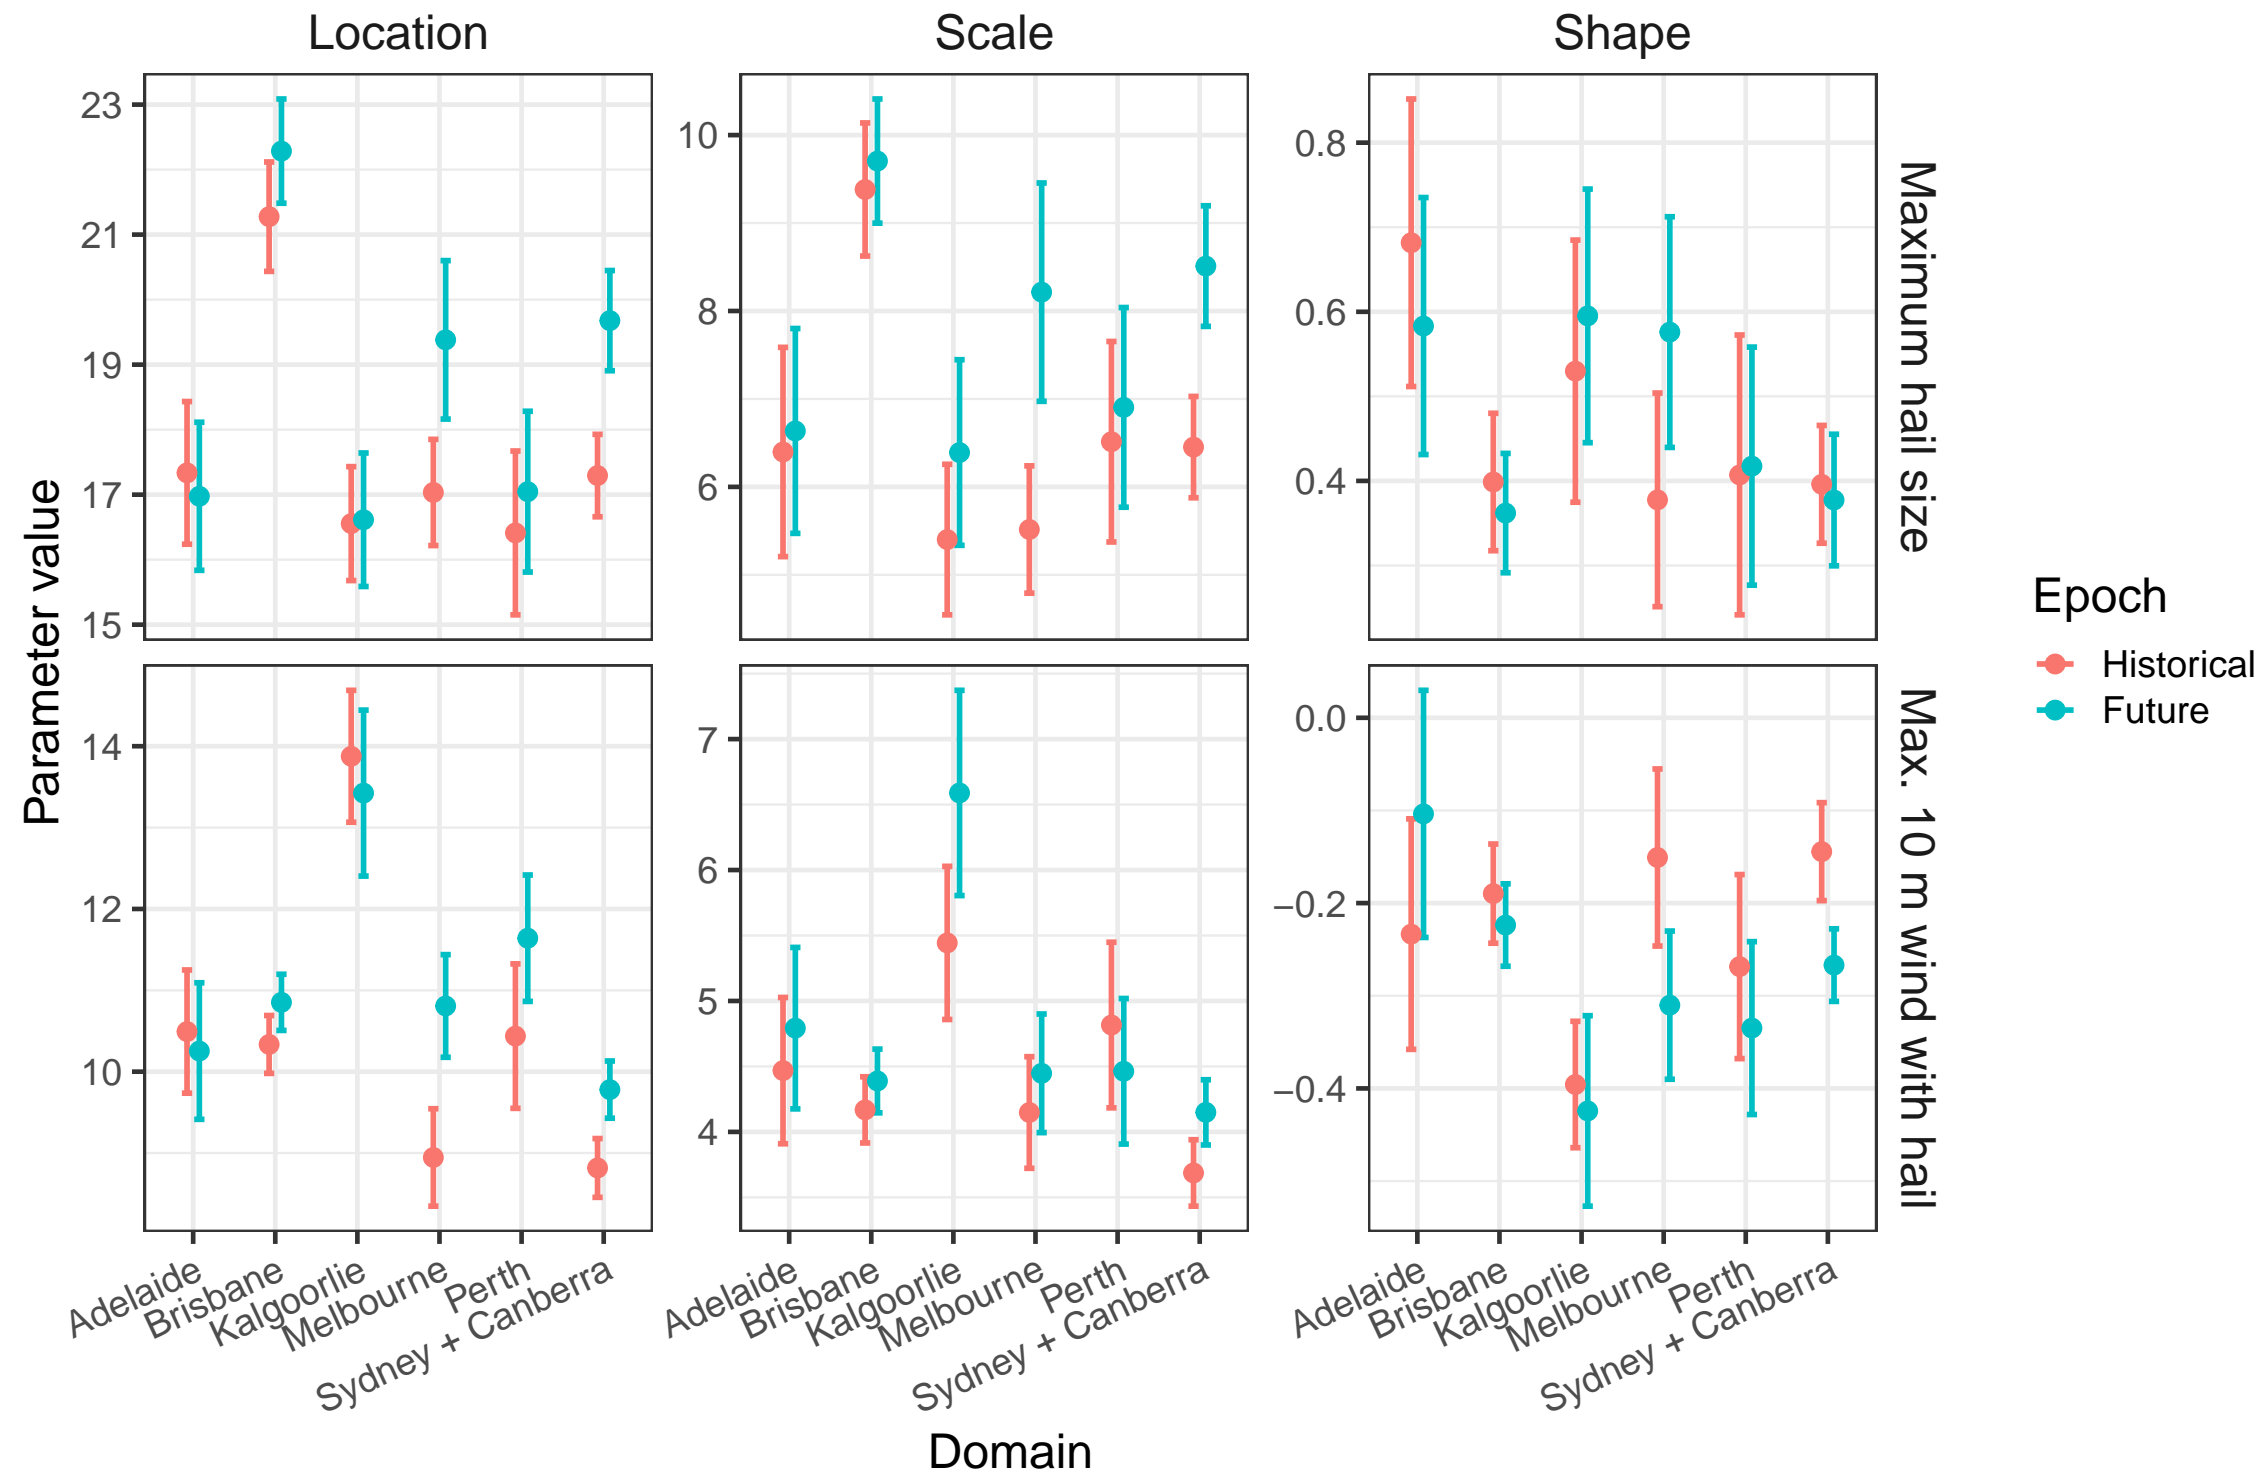 Location Scale Shape
Parameter value
23
21
19
17
15
10
8
6
0.8
0.6
0.4
Maximum hail size
14
12
10
7
6
5
4
0.0
−0.2
−0.4
Max. 10 m wind with hail
Adelaide
Brisbane
Kalgoorlie
Melbourne
Perth
Sydney + Canberra
Adelaide
Brisbane
Kalgoorlie
Melbourne
Perth
Sydney + Canberra
Adelaide
Brisbane
Kalgoorlie
Melbourne
Perth
Sydney + Canberra
Domain
Epoch
Historical
Future